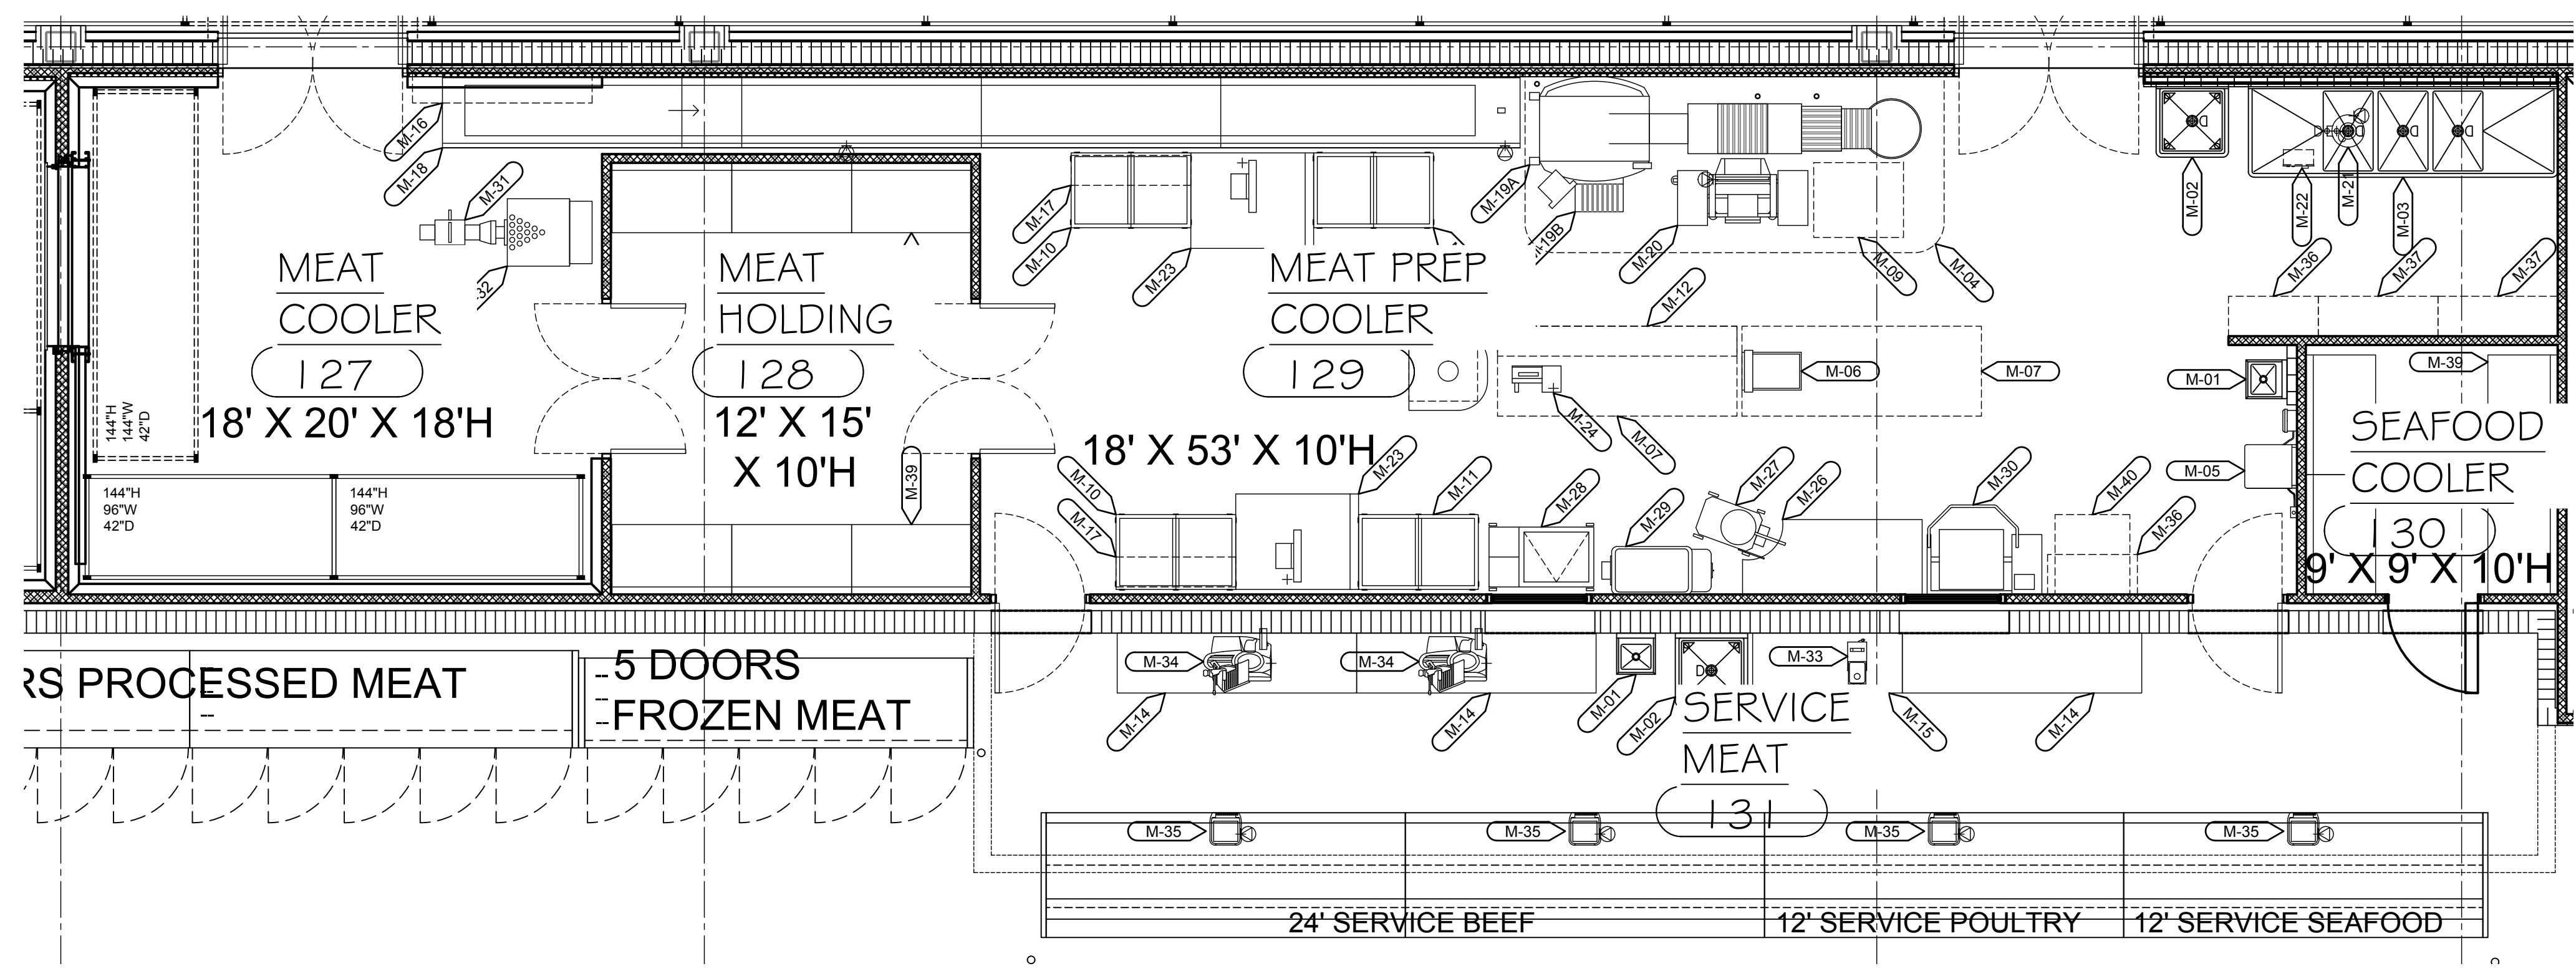 M-16
M-18
M-31
32
MEAT
COOLER
127
18' X 20' X 18'H
144"H
144"W
42"D
144"H
96"W
42"D
144"H
96"W
42"D
MEAT
HOLDING
128
12' X 15'
X 10'H
M-39
M-17
M-10
M-23
MEAT PREP
COOLER
129
18' X 53' X 10'H
M-19A
M-19B
M-20
M-09
M-04
M-12
M-06
M-07
M-24
M-07
M-02
M-22
M-21
M-03
M-36
M-37
M-37
M-01
M-39
M-05
SEAFOOD
COOLER
130
9' X 9' X 10'H
M-10
M-17
M-23
M-11
M-28
M-29
M-27
M-26
M-30
M-40
M-36
RS PROCESSED MEAT
5 DOORS
FROZEN MEAT
M-34
M-34
M-33
M-14
M-14
M-01
M-02
M-15
M-14
SERVICE
MEAT
131
M-35
M-35
M-35
M-35
24' SERVICE BEEF
12' SERVICE POULTRY
12' SERVICE SEAFOOD